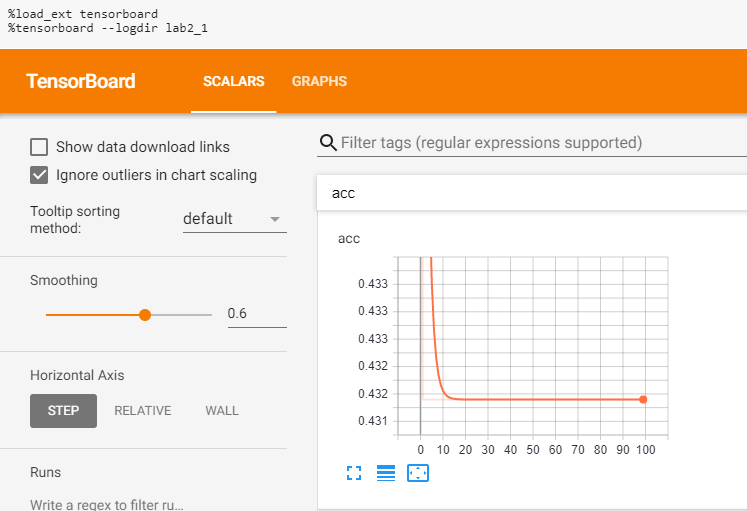 %load_ext tensorboard
%tensorboard --logdir lab2_1
TensorBoard
SCALARS
GRAPHS
Show data download links
Ignore outliers in chart scaling
Tooltip sorting
method:
default
Smoothing
0.6
Horizontal Axis
STEP
RELATIVE
WALL
Runs
Write a regex to filter ru...
Filter tags (regular expressions supported)
acc
acc
0.433
0.433
0.433
0.432
0.432
0.431
0 10 20 30 40 50 60 70 80 90 100